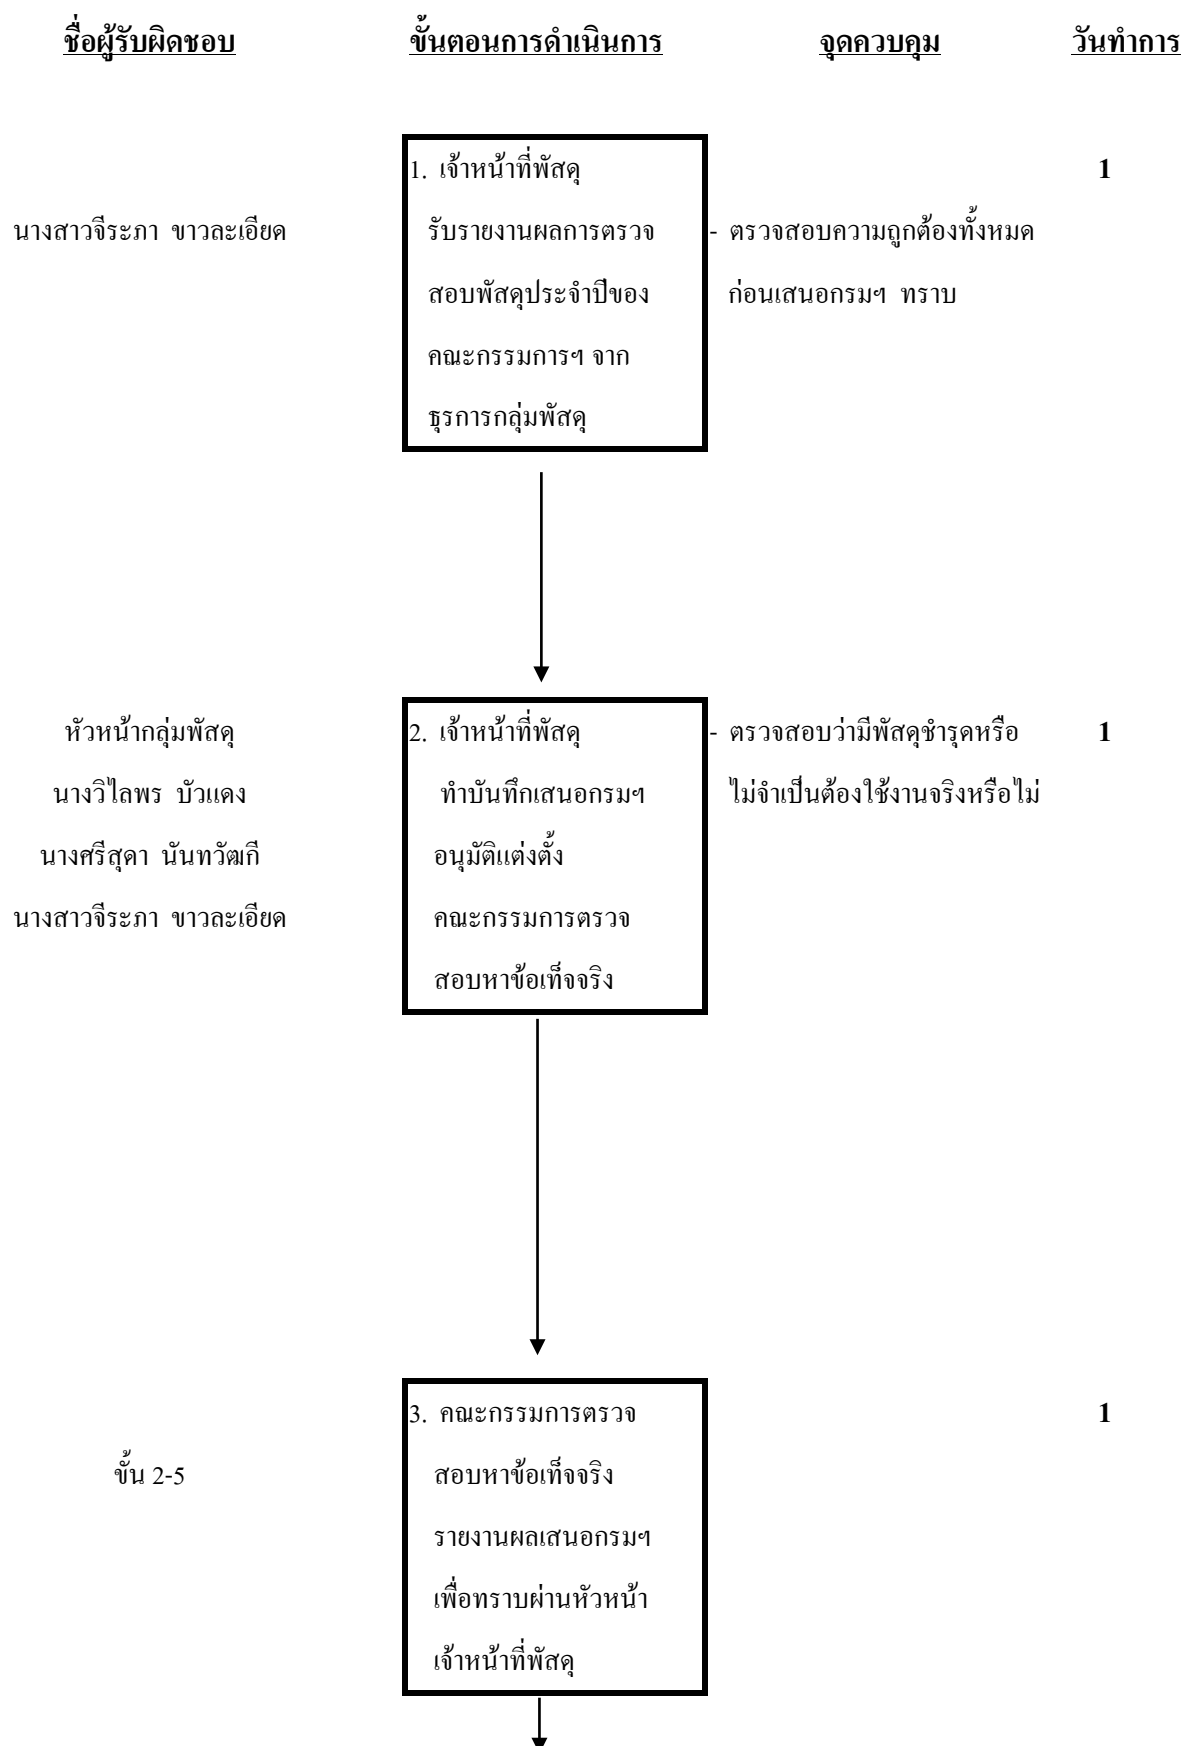 ชื่อผู้รับผิดชอบ ขั้นตอนการดำเนินการ จุดควบคุม วันทำการ
1. เจ้าหน้าที่พัสดุ 1
นางสาวจีระภา ขาวละเอียด รับรายงานผลการตรวจ - ตรวจสอบความถูกต้องทั้งหมด
สอบพัสดุประจำปีของ ก่อนเสนอกรมฯ ทราบ
คณะกรรมการฯ จาก
ธุรการกลุ่มพัสดุ
หัวหน้ากลุ่มพัสดุ 2. เจ้าหน้าที่พัสดุ - ตรวจสอบว่ามีพัสดุชำรุดหรือ 1
นางวิไลพร บัวแดง ทำบันทึกเสนอกรมฯ ไม่จำเป็นต้องใช้งานจริงหรือไม่
นางศรีสุดา นันทวัฒกี อนุมัติแต่งตั้ง
นางสาวจีระภา ขาวละเอียด คณะกรรมการตรวจ
สอบหาข้อเท็จจริง
3. คณะกรรมการตรวจ 1
ขั้น 2-5 สอบหาข้อเท็จจริง
รายงานผลเสนอกรมฯ
เพื่อทราบผ่านหัวหน้า
เจ้าหน้าที่พัสดุ